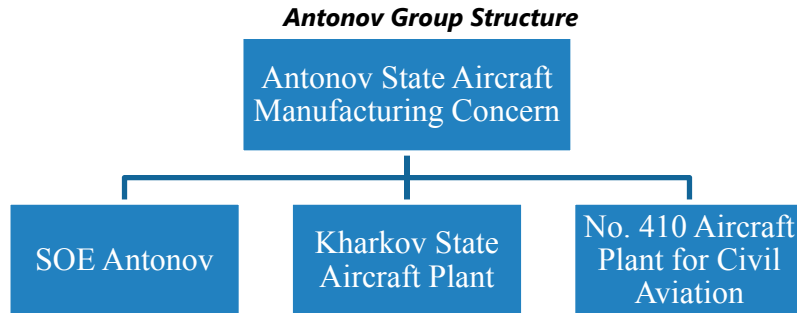 Antonov Group Structure
Antonov State Aircraft
Manufacturing Concern
SOE Antonov
Kharkov State
Aircraft Plant
No. 410 Aircraft
Plant for Civil
Aviation